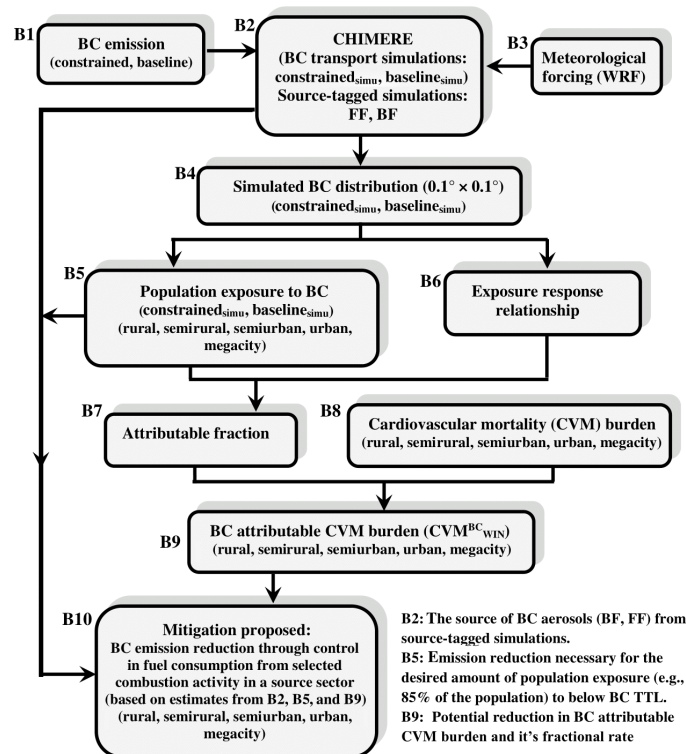 B1
BC emission
(constrained, baseline)
B2
CHIMERE
(BC transport simulations:
constrainedsimu, baselinesimu)
Source-tagged simulations:
FF, BF
B3
Meteorological
forcing (WRF)
B4
Simulated BC distribution (0.1° × 0.1°)
(constrainedsimu, baselinesimu)
B5
Population exposure to BC
(constrainedsimu, baselinesimu)
(rural, semirural, semiurban, urban,
megacity)
B6
Exposure response
relationship
B7
Attributable fraction
B8
Cardiovascular mortality (CVM) burden
(rural, semirural, semiurban, urban, megacity)
B9
BC attributable CVM burden (CVM^BC_WIN)
(rural, semirural, semiurban, urban, megacity)
B10
Mitigation proposed:
BC emission reduction through control
in fuel consumption from selected
combustion activity in a source sector
(based on estimates from B2, B5, and B9)
(rural, semirural, semiurban, urban,
megacity)
B2: The source of BC aerosols (BF, FF) from
source-tagged simulations.
B5: Emission reduction necessary for the
desired amount of population exposure (e.g.,
85% of the population) to below BC TTL.
B9: Potential reduction in BC attributable
CVM burden and it's fractional rate